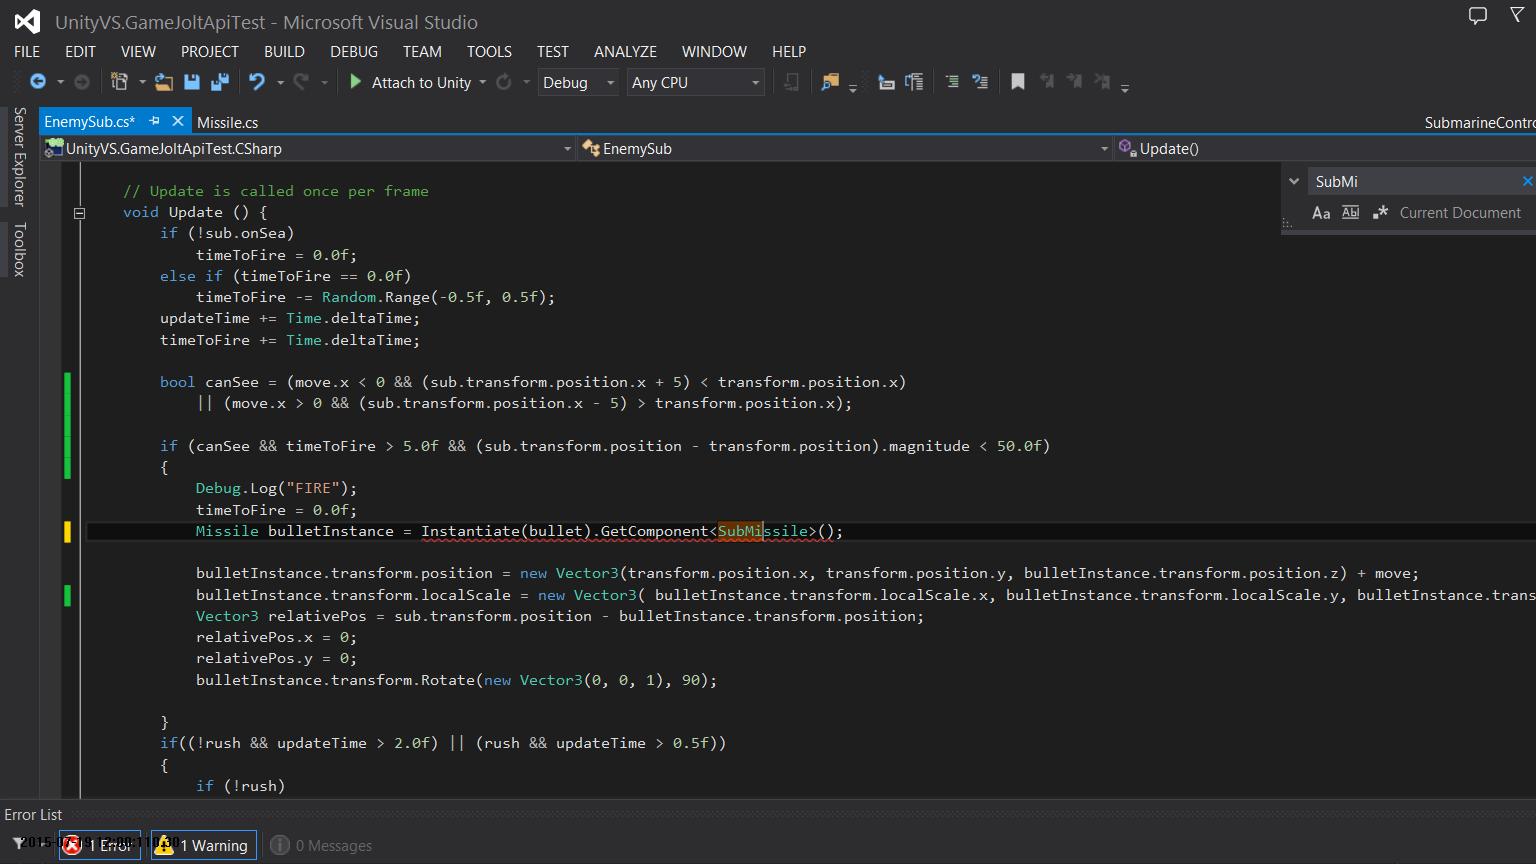 UnityVS.GameJoltApiTest - Microsoft Visual Studio
FILE EDIT VIEW PROJECT BUILD DEBUG TEAM TOOLS TEST ANALYZE WINDOW HELP
Attach to Unity Debug Any CPU
Server Explorer
Toolbox
EnemySub.cs* Missile.cs SubmarineContro
UnityVS.GameJoltApiTest.CSharp EnemySub Update()
SubMi
Aa Abl .* Current Document
// Update is called once per frame
void Update () {
if (!sub.onSea)
timeToFire = 0.0f;
else if (timeToFire == 0.0f)
timeToFire -= Random.Range(-0.5f, 0.5f);
updateTime += Time.deltaTime;
timeToFire += Time.deltaTime;
bool canSee = (move.x < 0 && (sub.transform.position.x + 5) < transform.position.x)
|| (move.x > 0 && (sub.transform.position.x - 5) > transform.position.x);
if (canSee && timeToFire > 5.0f && (sub.transform.position - transform.position).magnitude < 50.0f)
{
Debug.Log("FIRE");
timeToFire = 0.0f;
Missile bulletInstance = Instantiate(bullet).GetComponent<SubMissile>();
bulletInstance.transform.position = new Vector3(transform.position.x, transform.position.y, bulletInstance.transform.position.z) + move;
bulletInstance.transform.localScale = new Vector3( bulletInstance.transform.localScale.x, bulletInstance.transform.localScale.y, bulletInstance.trans
Vector3 relativePos = sub.transform.position - bulletInstance.transform.position;
relativePos.x = 0;
relativePos.y = 0;
bulletInstance.transform.Rotate(new Vector3(0, 0, 1), 90);
}
if((!rush && updateTime > 2.0f) || (rush && updateTime > 0.5f))
{
if (!rush)
Error List
1 Error 1 Warning 0 Messages